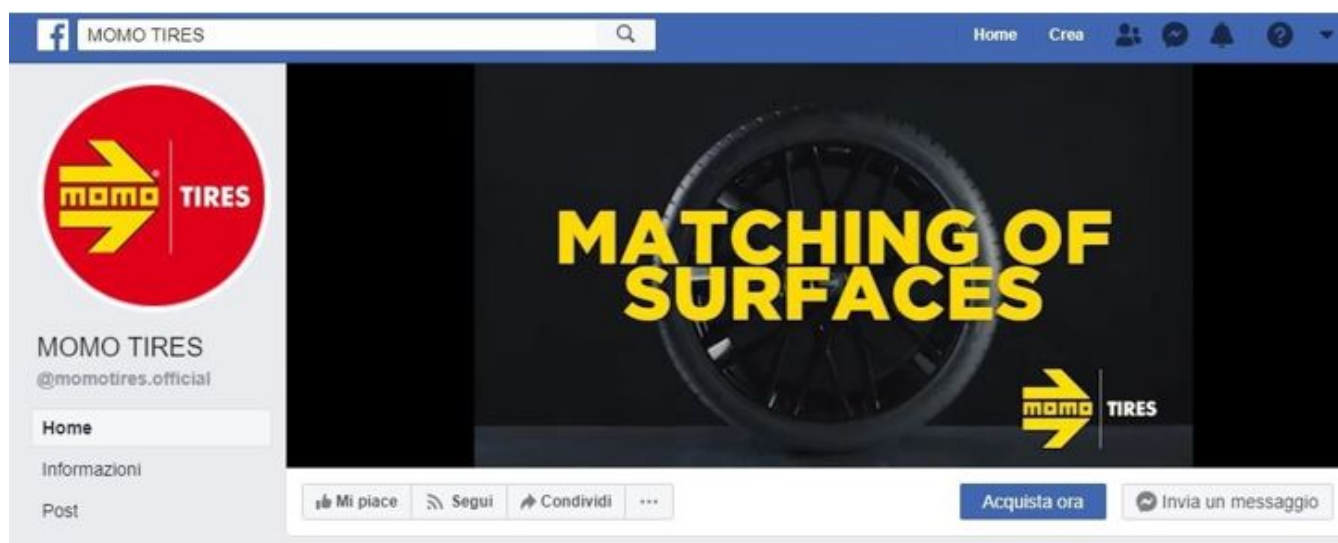 MOMO TIRES
Home Crea
momo TIRES
MATCHING OF
SURFACES
momo TIRES
MOMO TIRES
@momotires.official
Home
Informazioni
Post
Mi piace Segui Condividi ...
Acquista ora Invia un messaggio